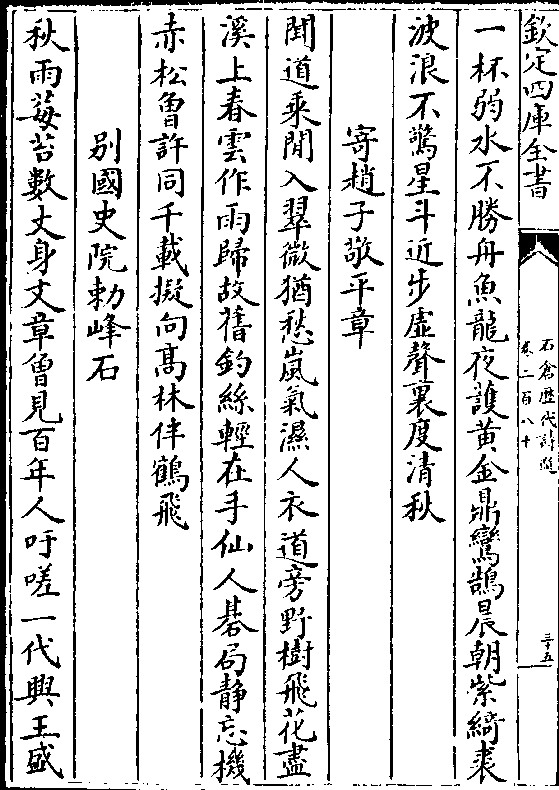 欽定四庫全書
石倉歴代詩選
卷二百八十
三十五
一杯弱水不勝舟魚龍夜護黄金鼎鸞鵠晨朝紫綺裘
波浪不驚星斗近步虚聲裏度清秋
寄趙子敬平章
聞道乘閒入翠微猶愁嵐氣濕人衣道旁野樹飛花盡
溪上春雲作雨歸故舊釣絲輕在手仙人碁局静忘機
赤松曾許同千載擬向髙林伴鶴飛
别國史院勅峰石
秋雨莓苔數丈身文章曾見百年人吁嗟一代興王盛